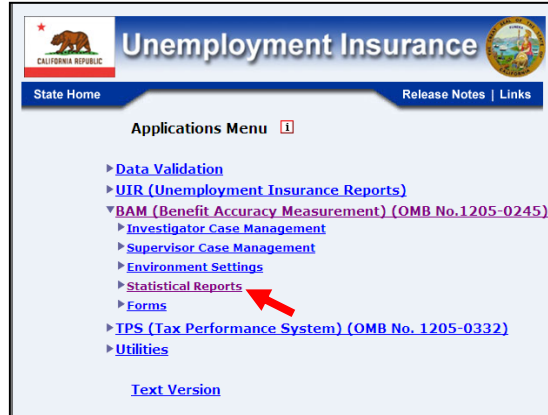 CALIFORNIA REPUBLIC
Unemployment Insurance
State Home
Release Notes | Links
Applications Menu i
Data Validation
UIR (Unemployment Insurance Reports)
BAM (Benefit Accuracy Measurement) (OMB No.1205-0245)
Investigator Case Management
Supervisor Case Management
Environment Settings
Statistical Reports
Forms
TPS (Tax Performance System) (OMB No. 1205-0332)
Utilities
Text Version